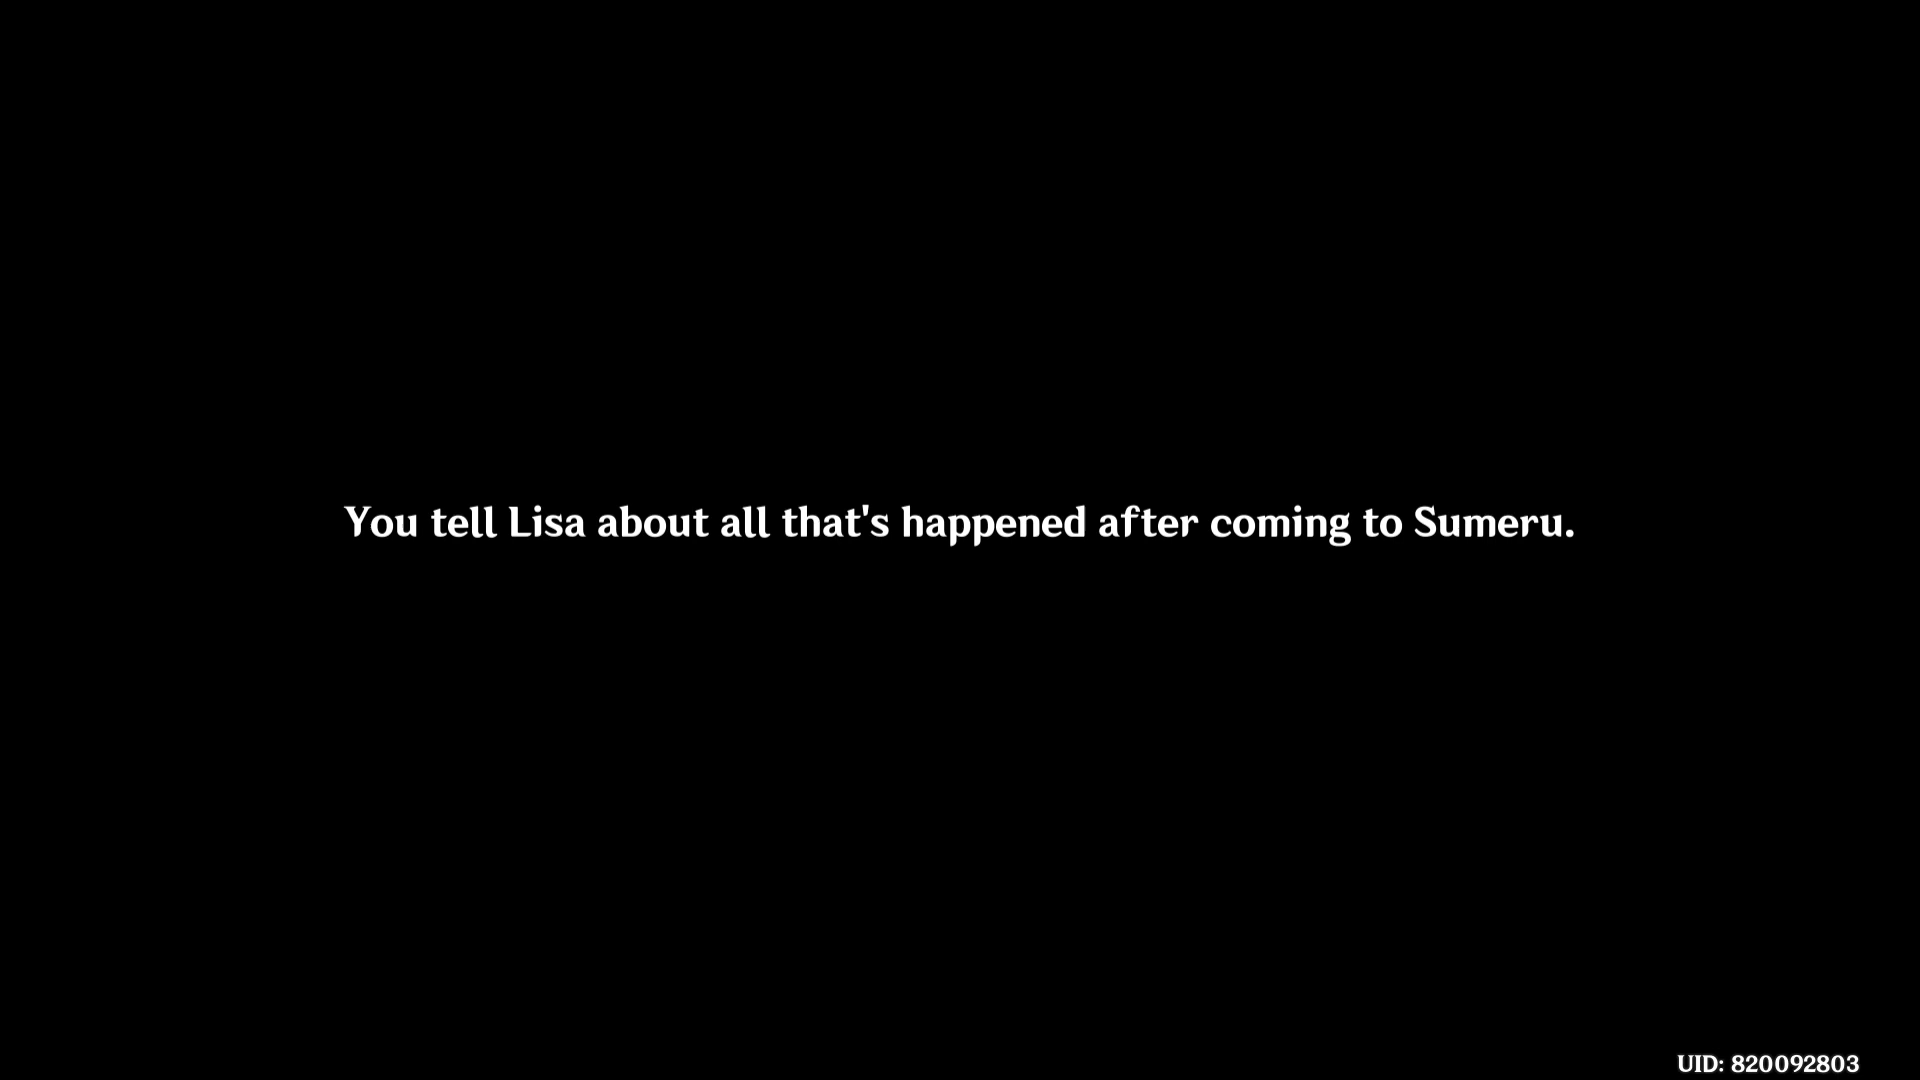 You tell Lisa about all that's happened after coming to Sumeru.
UID: 820092803